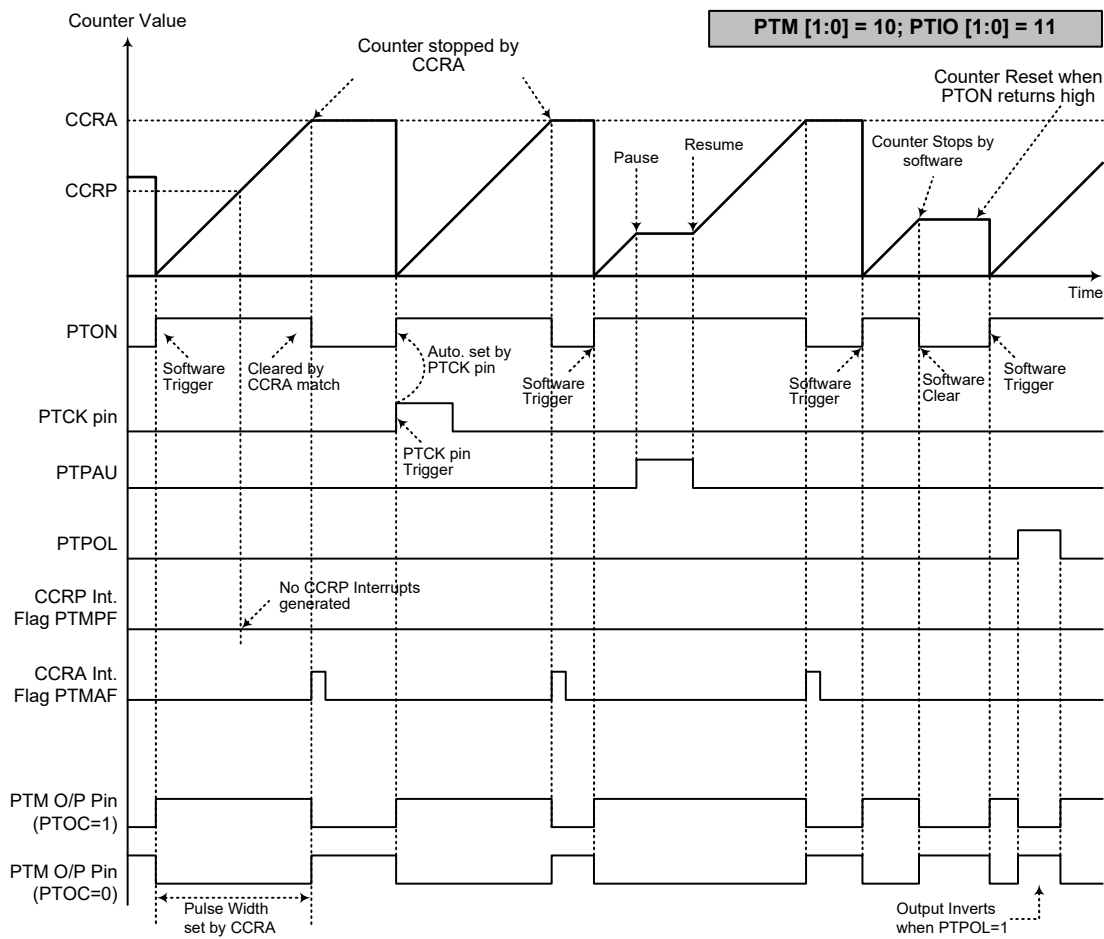 Counter Value
PTM [1:0] = 10; PTIO [1:0] = 11
Counter stopped by
CCRA
Counter Reset when
PTON returns high
CCRA
Pause
Resume
Counter Stops by
software
CCRP
Time
PTON
Software
Trigger
Cleared by
CCRA match
Auto. set by
PTCK pin
Software
Trigger
Software
Trigger
Software
Clear
Software
Trigger
PTCK pin
PTCK pin
Trigger
PTPAU
PTPOL
No CCRP Interrupts
generated
CCRP Int.
Flag PTMPF
CCRA Int.
Flag PTMAF
PTM O/P Pin
(PTOC=1)
PTM O/P Pin
(PTOC=0)
Pulse Width
set by CCRA
Output Inverts
when PTPOL=1